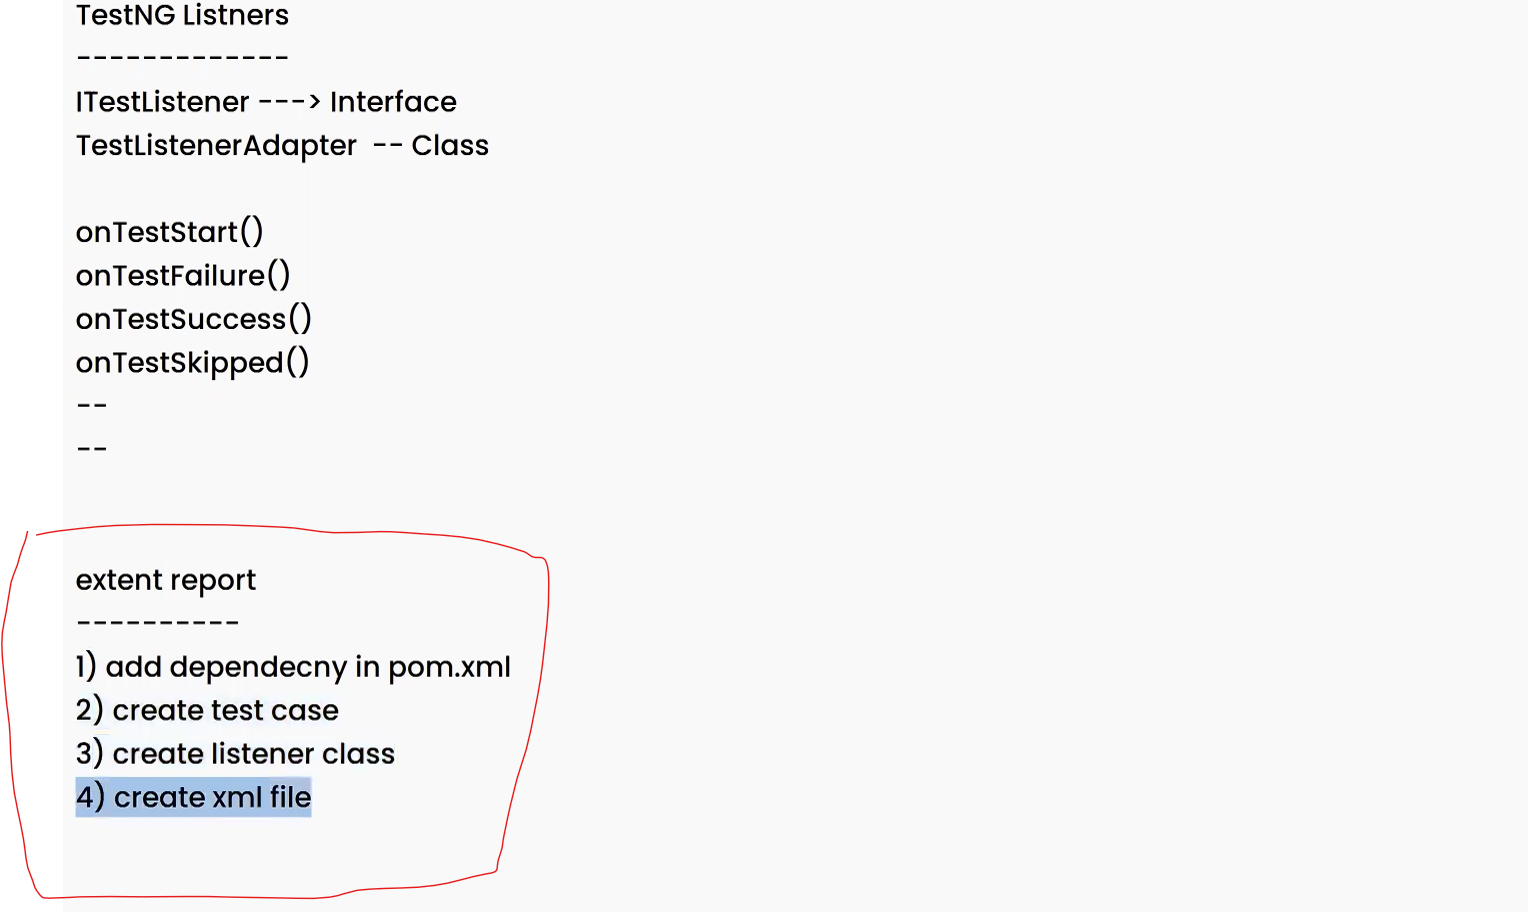 TestNG Listners
-------------
ITestListener ---> Interface
TestListenerAdapter  -- Class
onTestStart()
onTestFailure()
onTestSuccess()
onTestSkipped()
--
--
extent report
----------
1) add dependecny in pom.xml
2) create test case
3) create listener class
4) create xml file